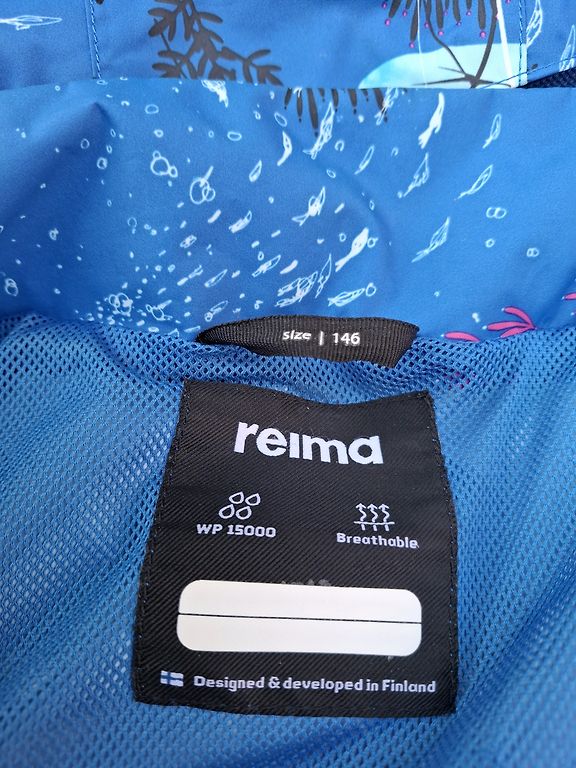 size | 146
reima
WP 15000
Breathable
Designed & developed in Finland